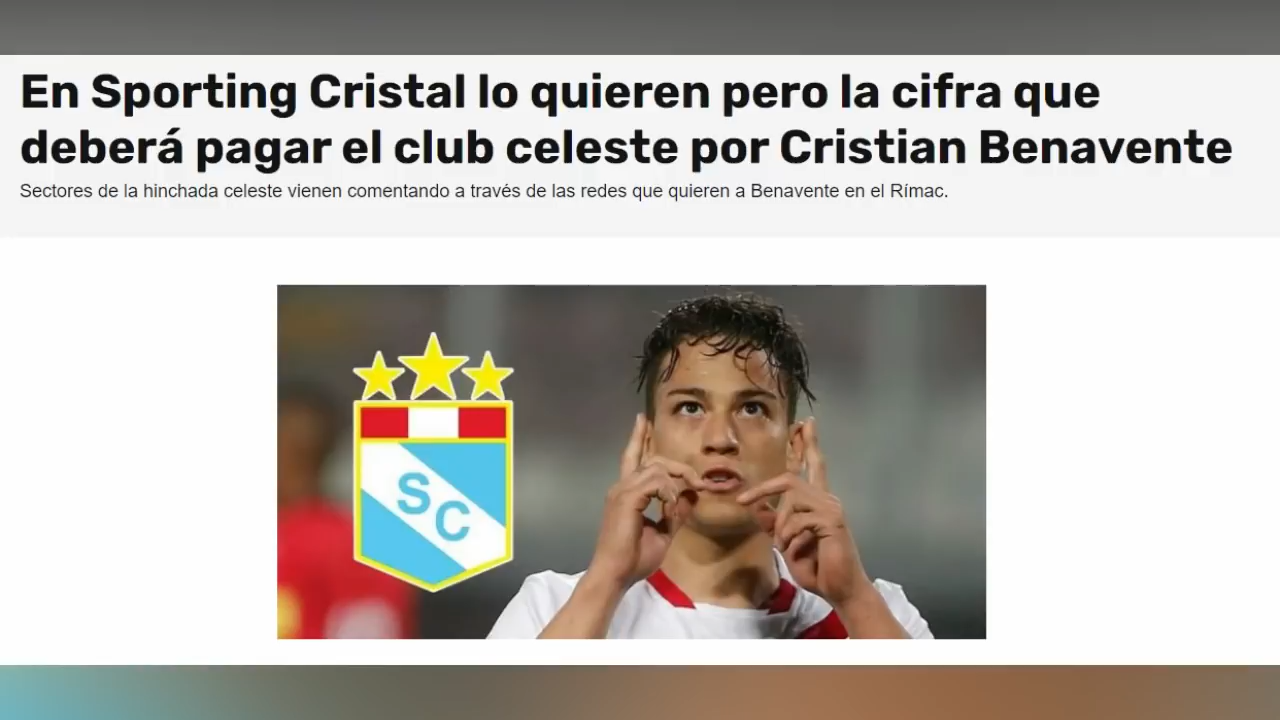 En Sporting Cristal lo quieren pero la cifra que
deberá pagar el club celeste por Cristian Benavente
Sectores de la hinchada celeste vienen comentando a través de las redes que quieren a Benavente en el Rímac.
SC